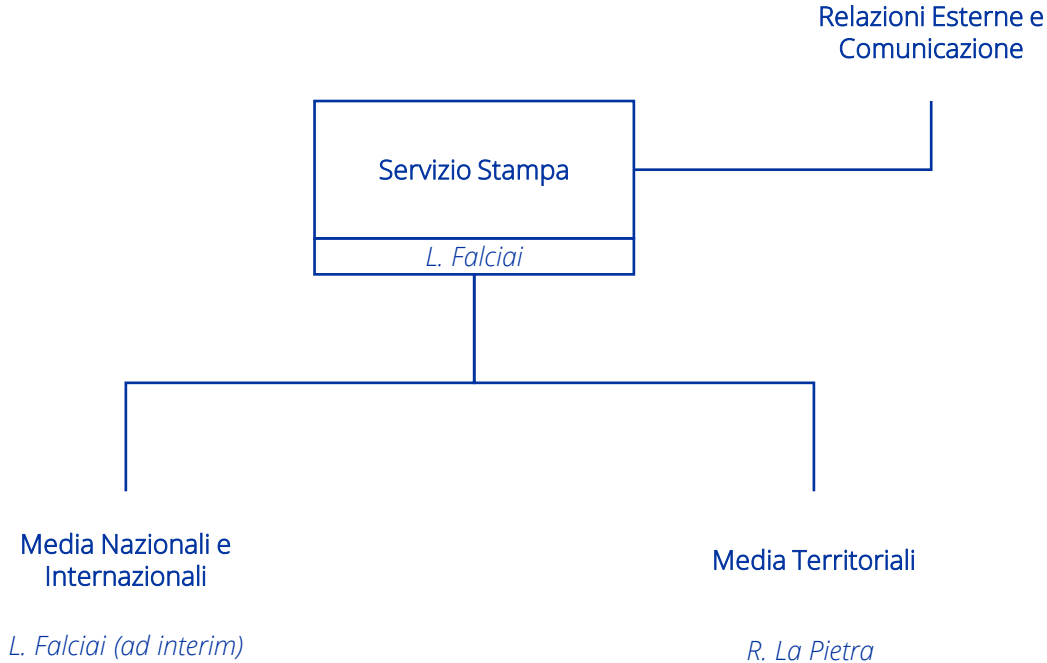 Relazioni Esterne e
Comunicazione
Servizio Stampa
L. Falciai
Media Nazionali e
Internazionali
L. Falciai (ad interim)
Media Territoriali
R. La Pietra